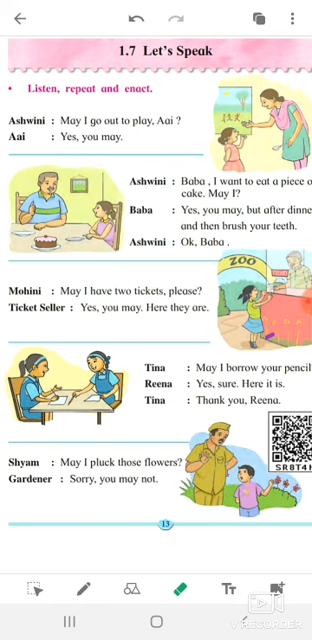 1.7 Let's Speak
• Listen, repeat and enact.
Ashwini : May I go out to play, Aai ?
Aai : Yes, you may.
Ashwini : Baba , I want to eat a piece o
cake. May I?
Baba : Yes, you may, but after dinne
and then brush your teeth.
Ashwini : Ok, Baba .
ZOO
Mohini : May I have two tickets, please?
Ticket Seller : Yes, you may. Here they are.
Tina : May I borrow your pencil
Reena : Yes, sure. Here it is.
Tina : Thank you, Reena.
SR8T4H
Shyam : May I pluck those flowers?
Gardener : Sorry, you may not.
13
Tт
RECORDER